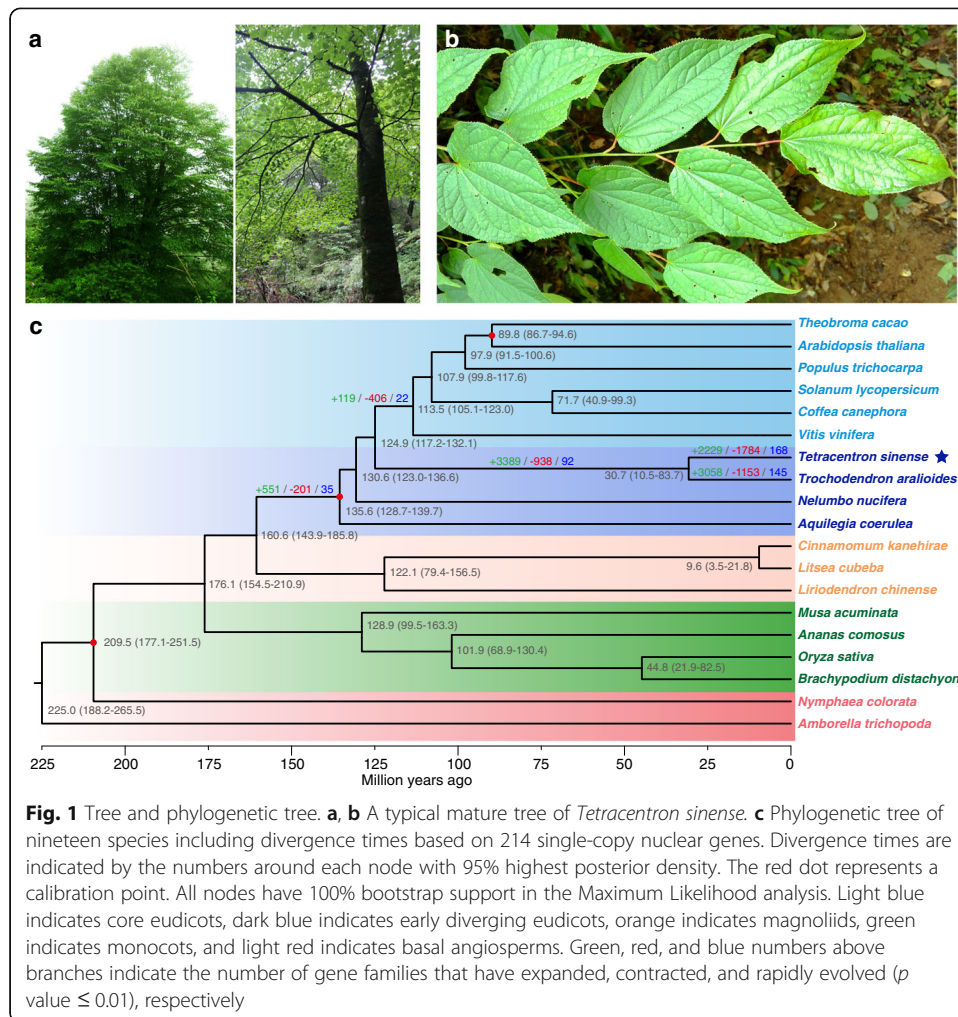 a
b
c
Theobroma cacao
89.8 (86.7-94.6)
Arabidopsis thaliana
97.9 (91.5-100.6)
Populus trichocarpa
107.9 (99.8-117.6)
Solanum lycopersicum
71.7 (40.9-99.3)
+119 / -406 / 22
113.5 (105.1-123.0)
Coffea canephora
Vitis vinifera
124.9 (117.2-132.1)
+2229 / -1784 / 168
Tetracentron sinense
+3389 / -938 / 92
130.6 (123.0-136.6)
30.7 (10.5-83.7)
+3058 / -1153 / 145
Trochodendron aralioides
+551 / -201 / 35
Nelumbo nucifera
135.6 (128.7-139.7)
Aquilegia coerulea
160.6 (143.9-185.8)
Cinnamomum kanehirae
9.6 (3.5-21.8)
Litsea cubeba
122.1 (79.4-156.5)
176.1 (154.5-210.9)
Liriodendron chinense
Musa acuminata
128.9 (99.5-163.3)
Ananas comosus
209.5 (177.1-251.5)
101.9 (68.9-130.4)
Oryza sativa
44.8 (21.9-82.5)
Brachypodium distachyon
Nymphaea colorata
225.0 (188.2-265.5)
Amborella trichopoda
225 200 175 150 125 100 75 50 25 0
Million years ago
Fig. 1 Tree and phylogenetic tree. a, b A typical mature tree of Tetracentron sinense. c Phylogenetic tree of
nineteen species including divergence times based on 214 single-copy nuclear genes. Divergence times are
indicated by the numbers around each node with 95% highest posterior density. The red dot represents a
calibration point. All nodes have 100% bootstrap support in the Maximum Likelihood analysis. Light blue
indicates core eudicots, dark blue indicates early diverging eudicots, orange indicates magnoliids, green
indicates monocots, and light red indicates basal angiosperms. Green, red, and blue numbers above
branches indicate the number of gene families that have expanded, contracted, and rapidly evolved (p
value ≤ 0.01), respectively